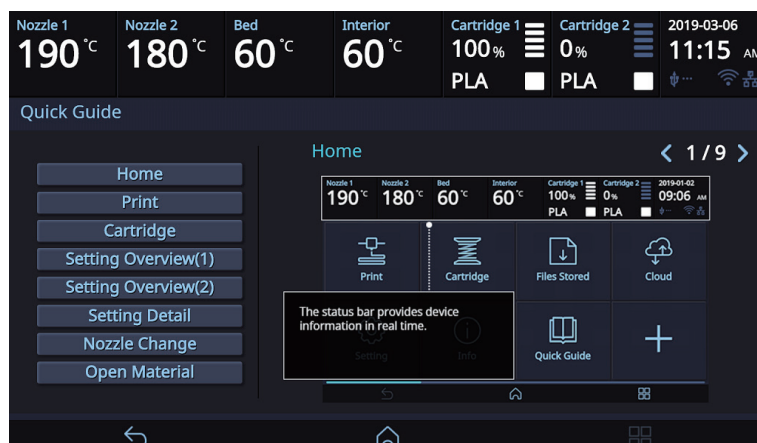 Nozzle 1 Nozzle 2 Bed Interior Cartridge 1 Cartridge 2 2019-03-06
190 °C 180 °C 60 °C 60 °C 100 % 0 % 11:15 AM
PLA PLA
Quick Guide
Home
Print
Cartridge
Setting Overview(1)
Setting Overview(2)
Setting Detail
Nozzle Change
Open Material
Home 1 / 9
Nozzle 1 Nozzle 2 Bed Interior Cartridge 1 Cartridge 2 2019-01-02
190 °C 180 °C 60 °C 60 °C 100 % 0 % 09:06 AM
PLA PLA
Print Cartridge Files Stored Cloud
The status bar provides device
information in real time.
Setting Info Quick Guide